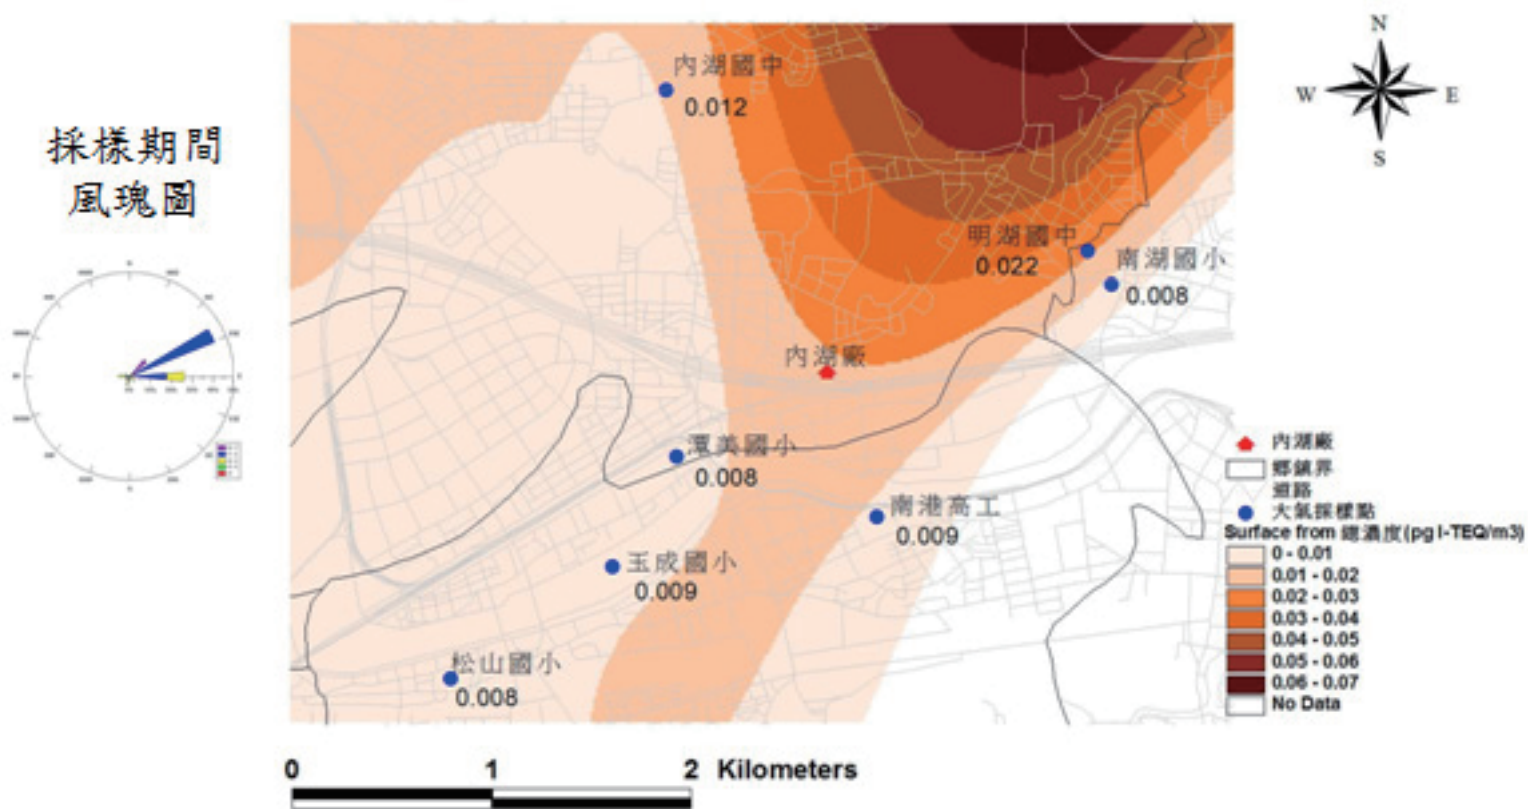 採樣期間
風瑰圖
N
W
E
S
內湖國中
0.012
明湖國中
0.022
南湖國小
0.008
內湖廠
潭美國小
0.008
南港高工
0.009
玉成國小
0.009
松山國小
0.008
內湖廠
鄉鎮界
道路
大氣採樣點
Surface from 總濃度(pg I-TEQ/m3)
0 - 0.01
0.01 - 0.02
0.02 - 0.03
0.03 - 0.04
0.04 - 0.05
0.05 - 0.06
0.06 - 0.07
No Data
0 1 2 Kilometers